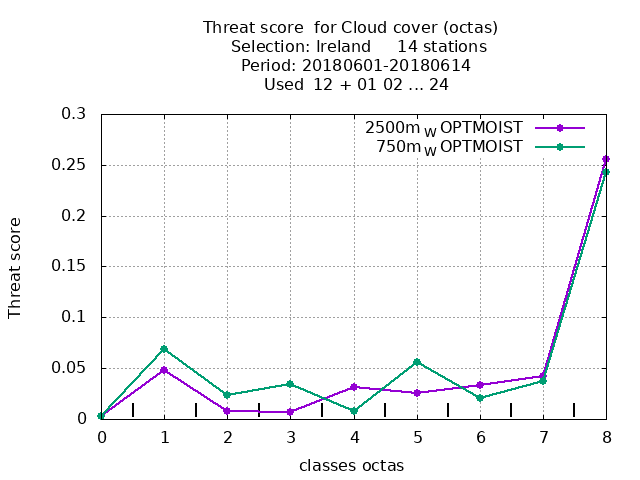 Threat score  for Cloud cover (octas)
Selection: Ireland     14 stations
Period: 20180601-20180614
Used  12 + 01 02 ... 24
0.3
0.25
0.2
0.15
0.1
0.05
0
Threat score
2500m W OPTMOIST
750m W OPTMOIST
0 1 2 3 4 5 6 7 8
classes octas